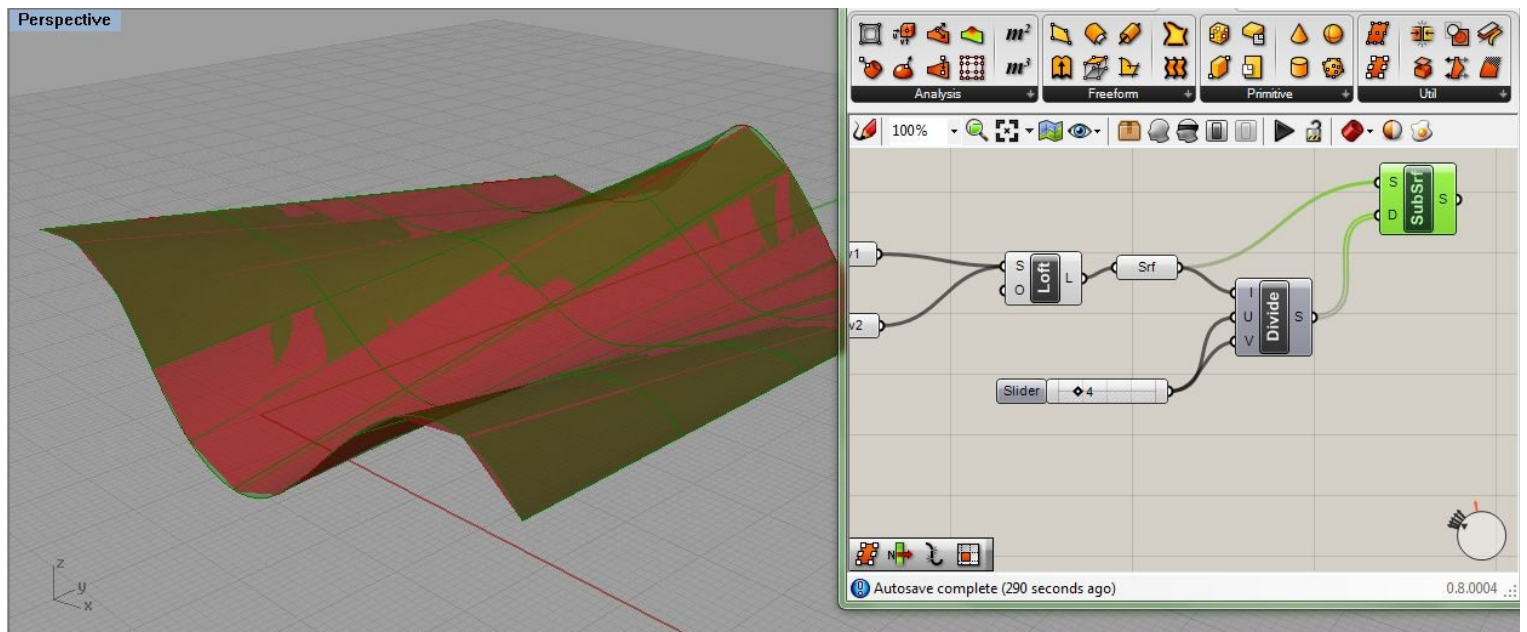 Perspective
m²
m³
Analysis
Freeform
Primitive
Util
100%
S
D
SubSrf
S
v1
S
O
Loft
L
Srf
I
U
V
Divide
S
v2
Slider
4
N
z
y
x
Autosave complete (290 seconds ago)
0.8.0004